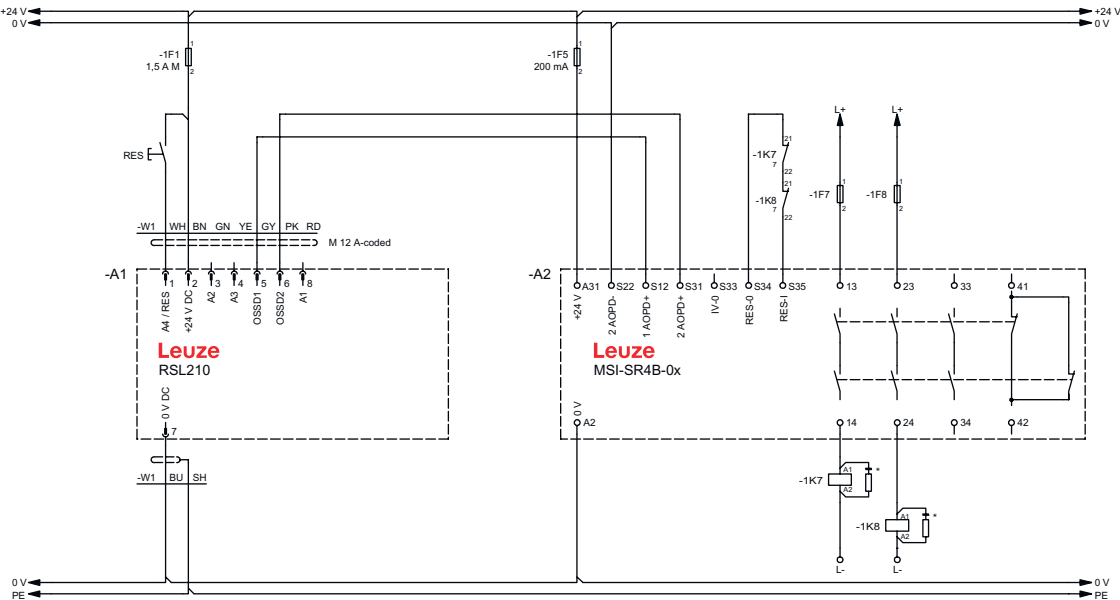 +24 V +24 V
0 V 0 V
-1F1 1 -1F5 1
1,5 A M 2 200 mA 2
L+ L+
RES
21
-1K7
7 22
21
-1K8
7 22
1 1
-1F7 -1F8
2 2
-W1 WH BN GN YE GY PK RD
M 12 A-coded
-A1 -A2
1 2 3 4 5 6 8
A4 / RES
+24 V DC
A2
A3
OSSD1
OSSD2
A1
A31 S22 S12 S31 S33 S34 S35 13 23 33 41
+24 V
2 AOPD-
1 AOPD+
2 AOPD+
IV-0
RES-0
RES-I
Leuze
RSL210
Leuze
MSI-SR4B-0x
0 V DC
7
0 V
A2 14 24 34 42
-W1 BU SH
-1K7 A1 *
A2
-1K8 A1 *
A2
L- L-
0 V 0 V
PE PE